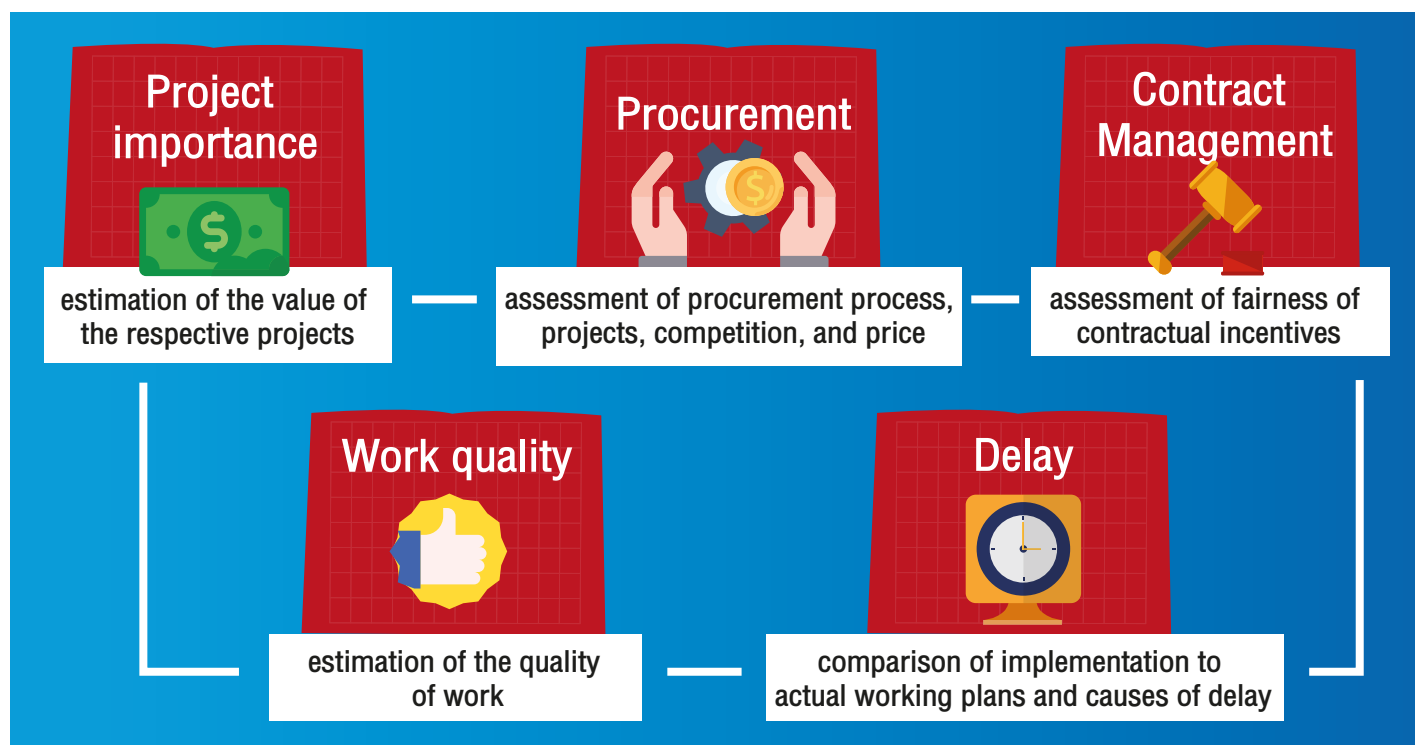 Project
importance
estimation of the value of
the respective projects
Procurement
assessment of procurement process,
projects, competition, and price
Contract
Management
assessment of fairness of
contractual incentives
Work quality
estimation of the quality
of work
Delay
comparison of implementation to
actual working plans and causes of delay